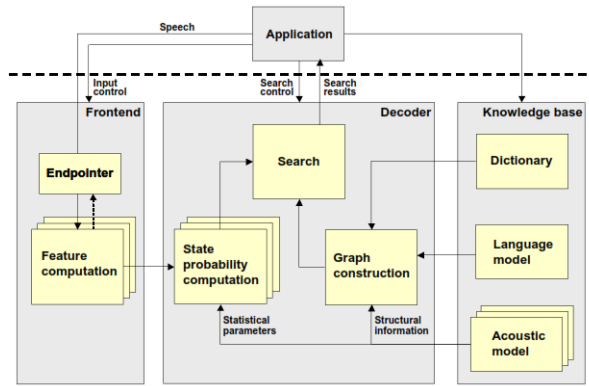 Speech
Application
Input
control
Search
control
Search
results
Frontend
Decoder
Knowledge base
Endpointer
Search
Dictionary
Feature
computation
State
probability
computation
Graph
construction
Language
model
Statistical
parameters
Structural
information
Acoustic
model